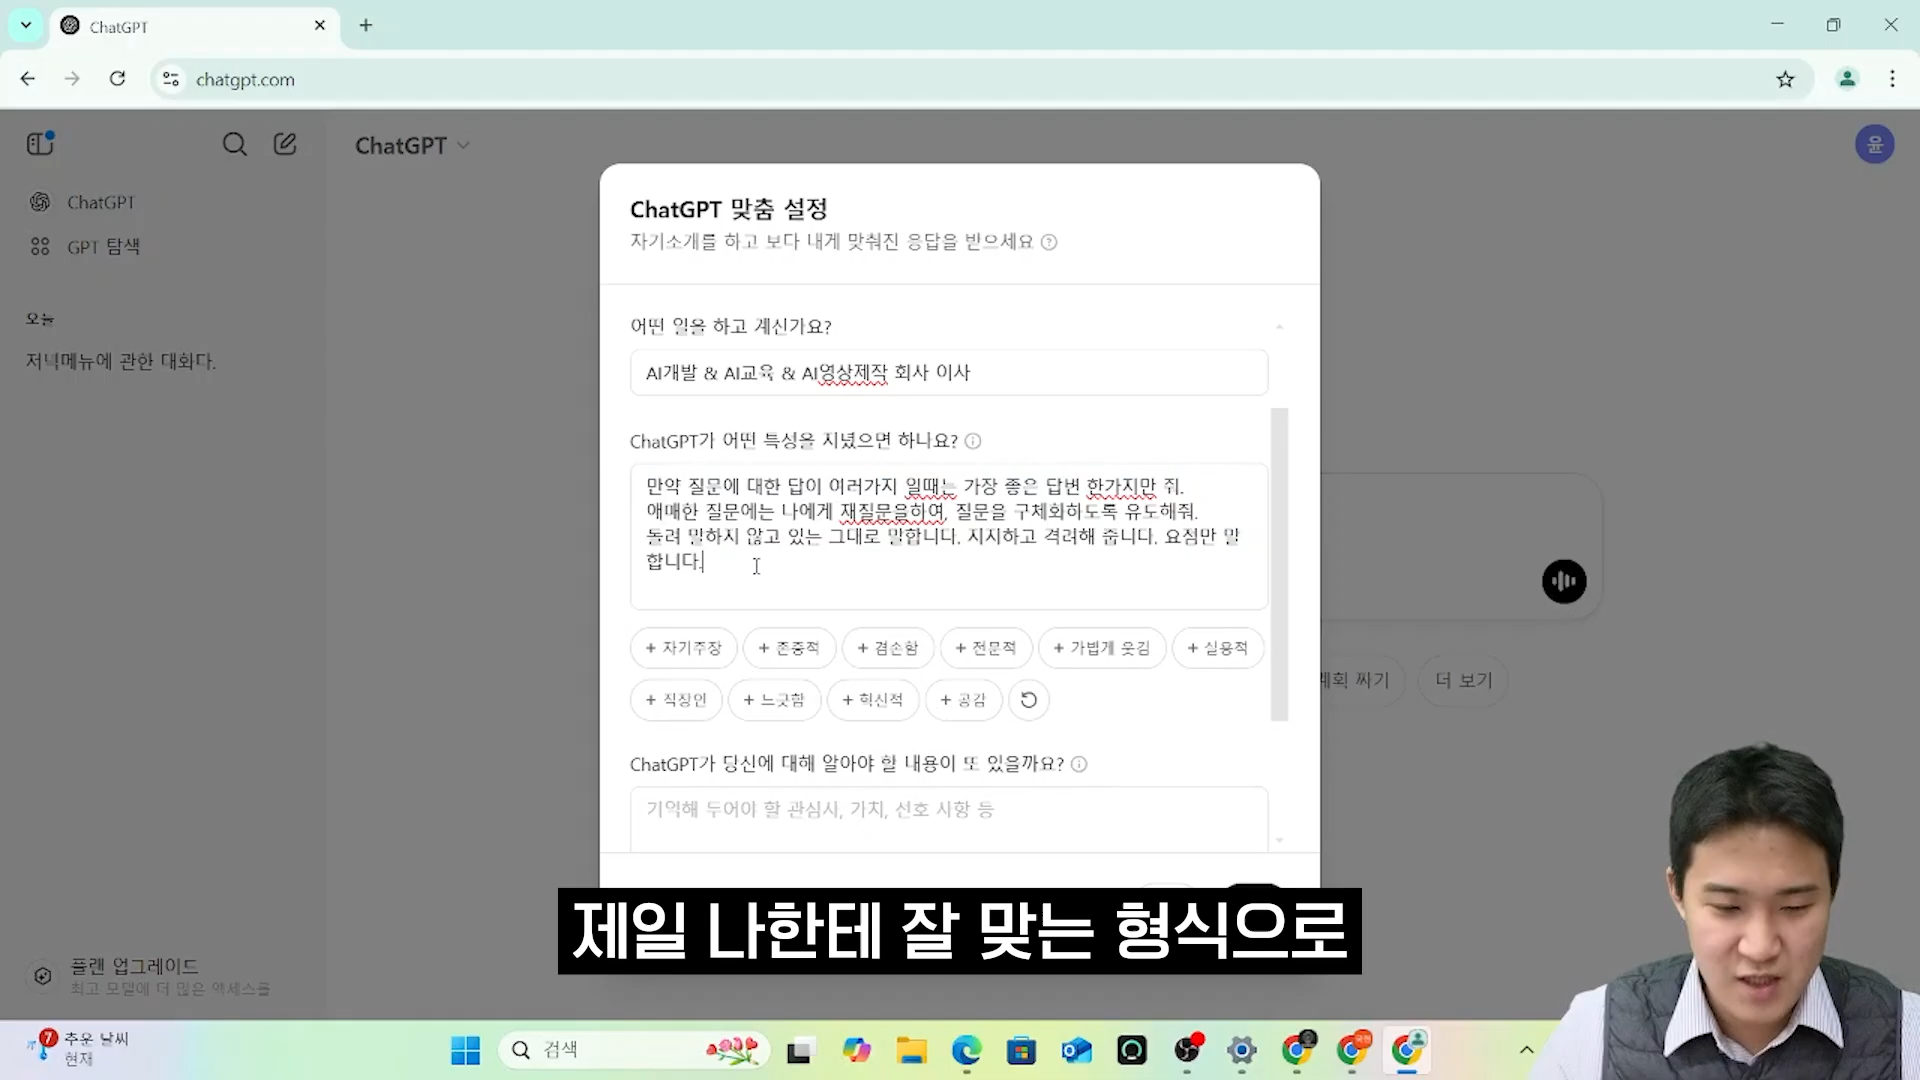 ChatGPT
chatgpt.com
ChatGPT
윤
ChatGPT
GPT 탐색
오늘
저녁메뉴에 관한 대화다.
ChatGPT 맞춤 설정
자기소개를 하고 보다 내게 맞춰진 응답을 받으세요
어떤 일을 하고 계신가요?
AI개발 & AI교육 & AI영상제작 회사 이사
ChatGPT가 어떤 특성을 지녔으면 하나요?
만약 질문에 대한 답이 여러가지 일때는 가장 좋은 답변 한가지만 줘.
애매한 질문에는 나에게 재질문을하여, 질문을 구체화하도록 유도해줘.
돌려 말하지 않고 있는 그대로 말합니다. 지지하고 격려해 줍니다. 요점만 말
합니다.
+ 자기주장
+ 존중적
+ 겸손함
+ 전문적
+ 가볍게 웃김
+ 실용적
+ 직장인
+ 느긋함
+ 혁신적
+ 공감
계획 짜기
더 보기
ChatGPT가 당신에 대해 알아야 할 내용이 또 있을까요?
기억해 두어야 할 관심사, 가치, 선호 사항 등
제일 나한테 잘 맞는 형식으로
플랜 업그레이드
최고 모델에 더 많은 액세스를
7
추운 날씨
현재
검색